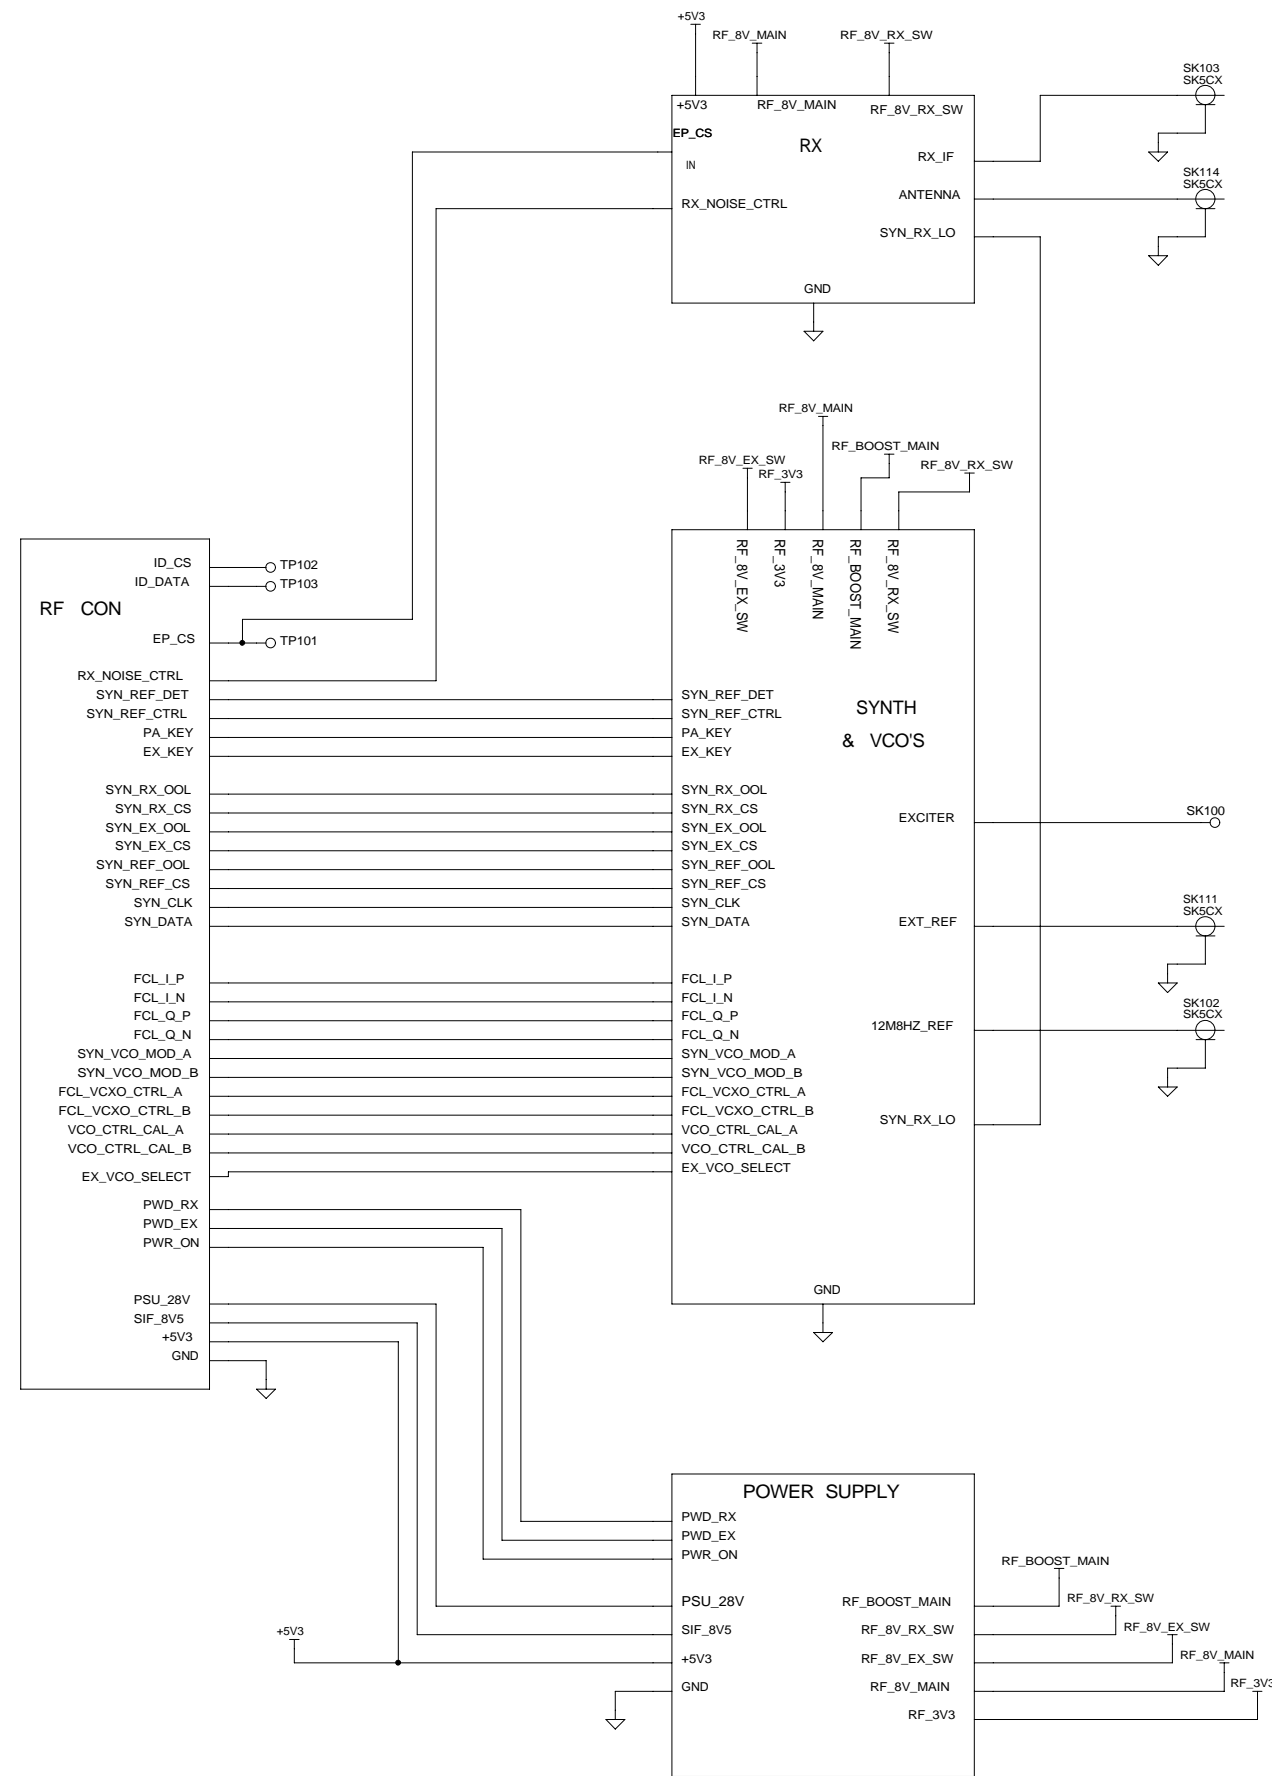 +5V3
RF_8V_MAIN
RF_8V_RX_SW
SK103
SK5CX
+5V3
RF_8V_MAIN
RF_8V_RX_SW
EP_CS
RX
IN
RX_IF
SK114
SK5CX
ANTENNA
RX_NOISE_CTRL
SYN_RX_LO
GND
RF_8V_MAIN
RF_BOOST_MAIN
RF_8V_EX_SW
RF_3V3
RF_8V_RX_SW
RF_8V_EX_SW
RF_3V3
RF_8V_MAIN
RF_BOOST_MAIN
RF_8V_RX_SW
ID_CS
TP102
ID_DATA
TP103
RF CON
EP_CS
TP101
RX_NOISE_CTRL
SYN_REF_DET
SYN_REF_CTRL
PA_KEY
EX_KEY
SYN_RX_OOL
SYN_RX_CS
SYN_EX_OOL
SYN_EX_CS
SYN_REF_OOL
SYN_REF_CS
SYN_CLK
SYN_DATA
FCL_I_P
FCL_I_N
FCL_Q_P
FCL_Q_N
SYN_VCO_MOD_A
SYN_VCO_MOD_B
FCL_VCXO_CTRL_A
FCL_VCXO_CTRL_B
VCO_CTRL_CAL_A
VCO_CTRL_CAL_B
EX_VCO_SELECT
PWD_RX
PWD_EX
PWR_ON
PSU_28V
SIF_8V5
+5V3
GND
SYN_REF_DET
SYN_REF_CTRL
PA_KEY
EX_KEY
SYN_RX_OOL
SYN_RX_CS
SYN_EX_OOL
SYN_EX_CS
SYN_REF_OOL
SYN_REF_CS
SYN_CLK
SYN_DATA
FCL_I_P
FCL_I_N
FCL_Q_P
FCL_Q_N
SYN_VCO_MOD_A
SYN_VCO_MOD_B
FCL_VCXO_CTRL_A
FCL_VCXO_CTRL_B
VCO_CTRL_CAL_A
VCO_CTRL_CAL_B
EX_VCO_SELECT
SYNTH
& VCO'S
EXCITER
SK100
SK111
SK5CX
EXT_REF
SK102
SK5CX
12M8HZ_REF
SYN_RX_LO
GND
POWER SUPPLY
PWD_RX
PWD_EX
PWR_ON
PSU_28V
SIF_8V5
+5V3
+5V3
GND
RF_BOOST_MAIN
RF_8V_RX_SW
RF_8V_EX_SW
RF_8V_MAIN
RF_3V3
RF_BOOST_MAIN
RF_8V_RX_SW
RF_8V_EX_SW
RF_8V_MAIN
RF_3V3